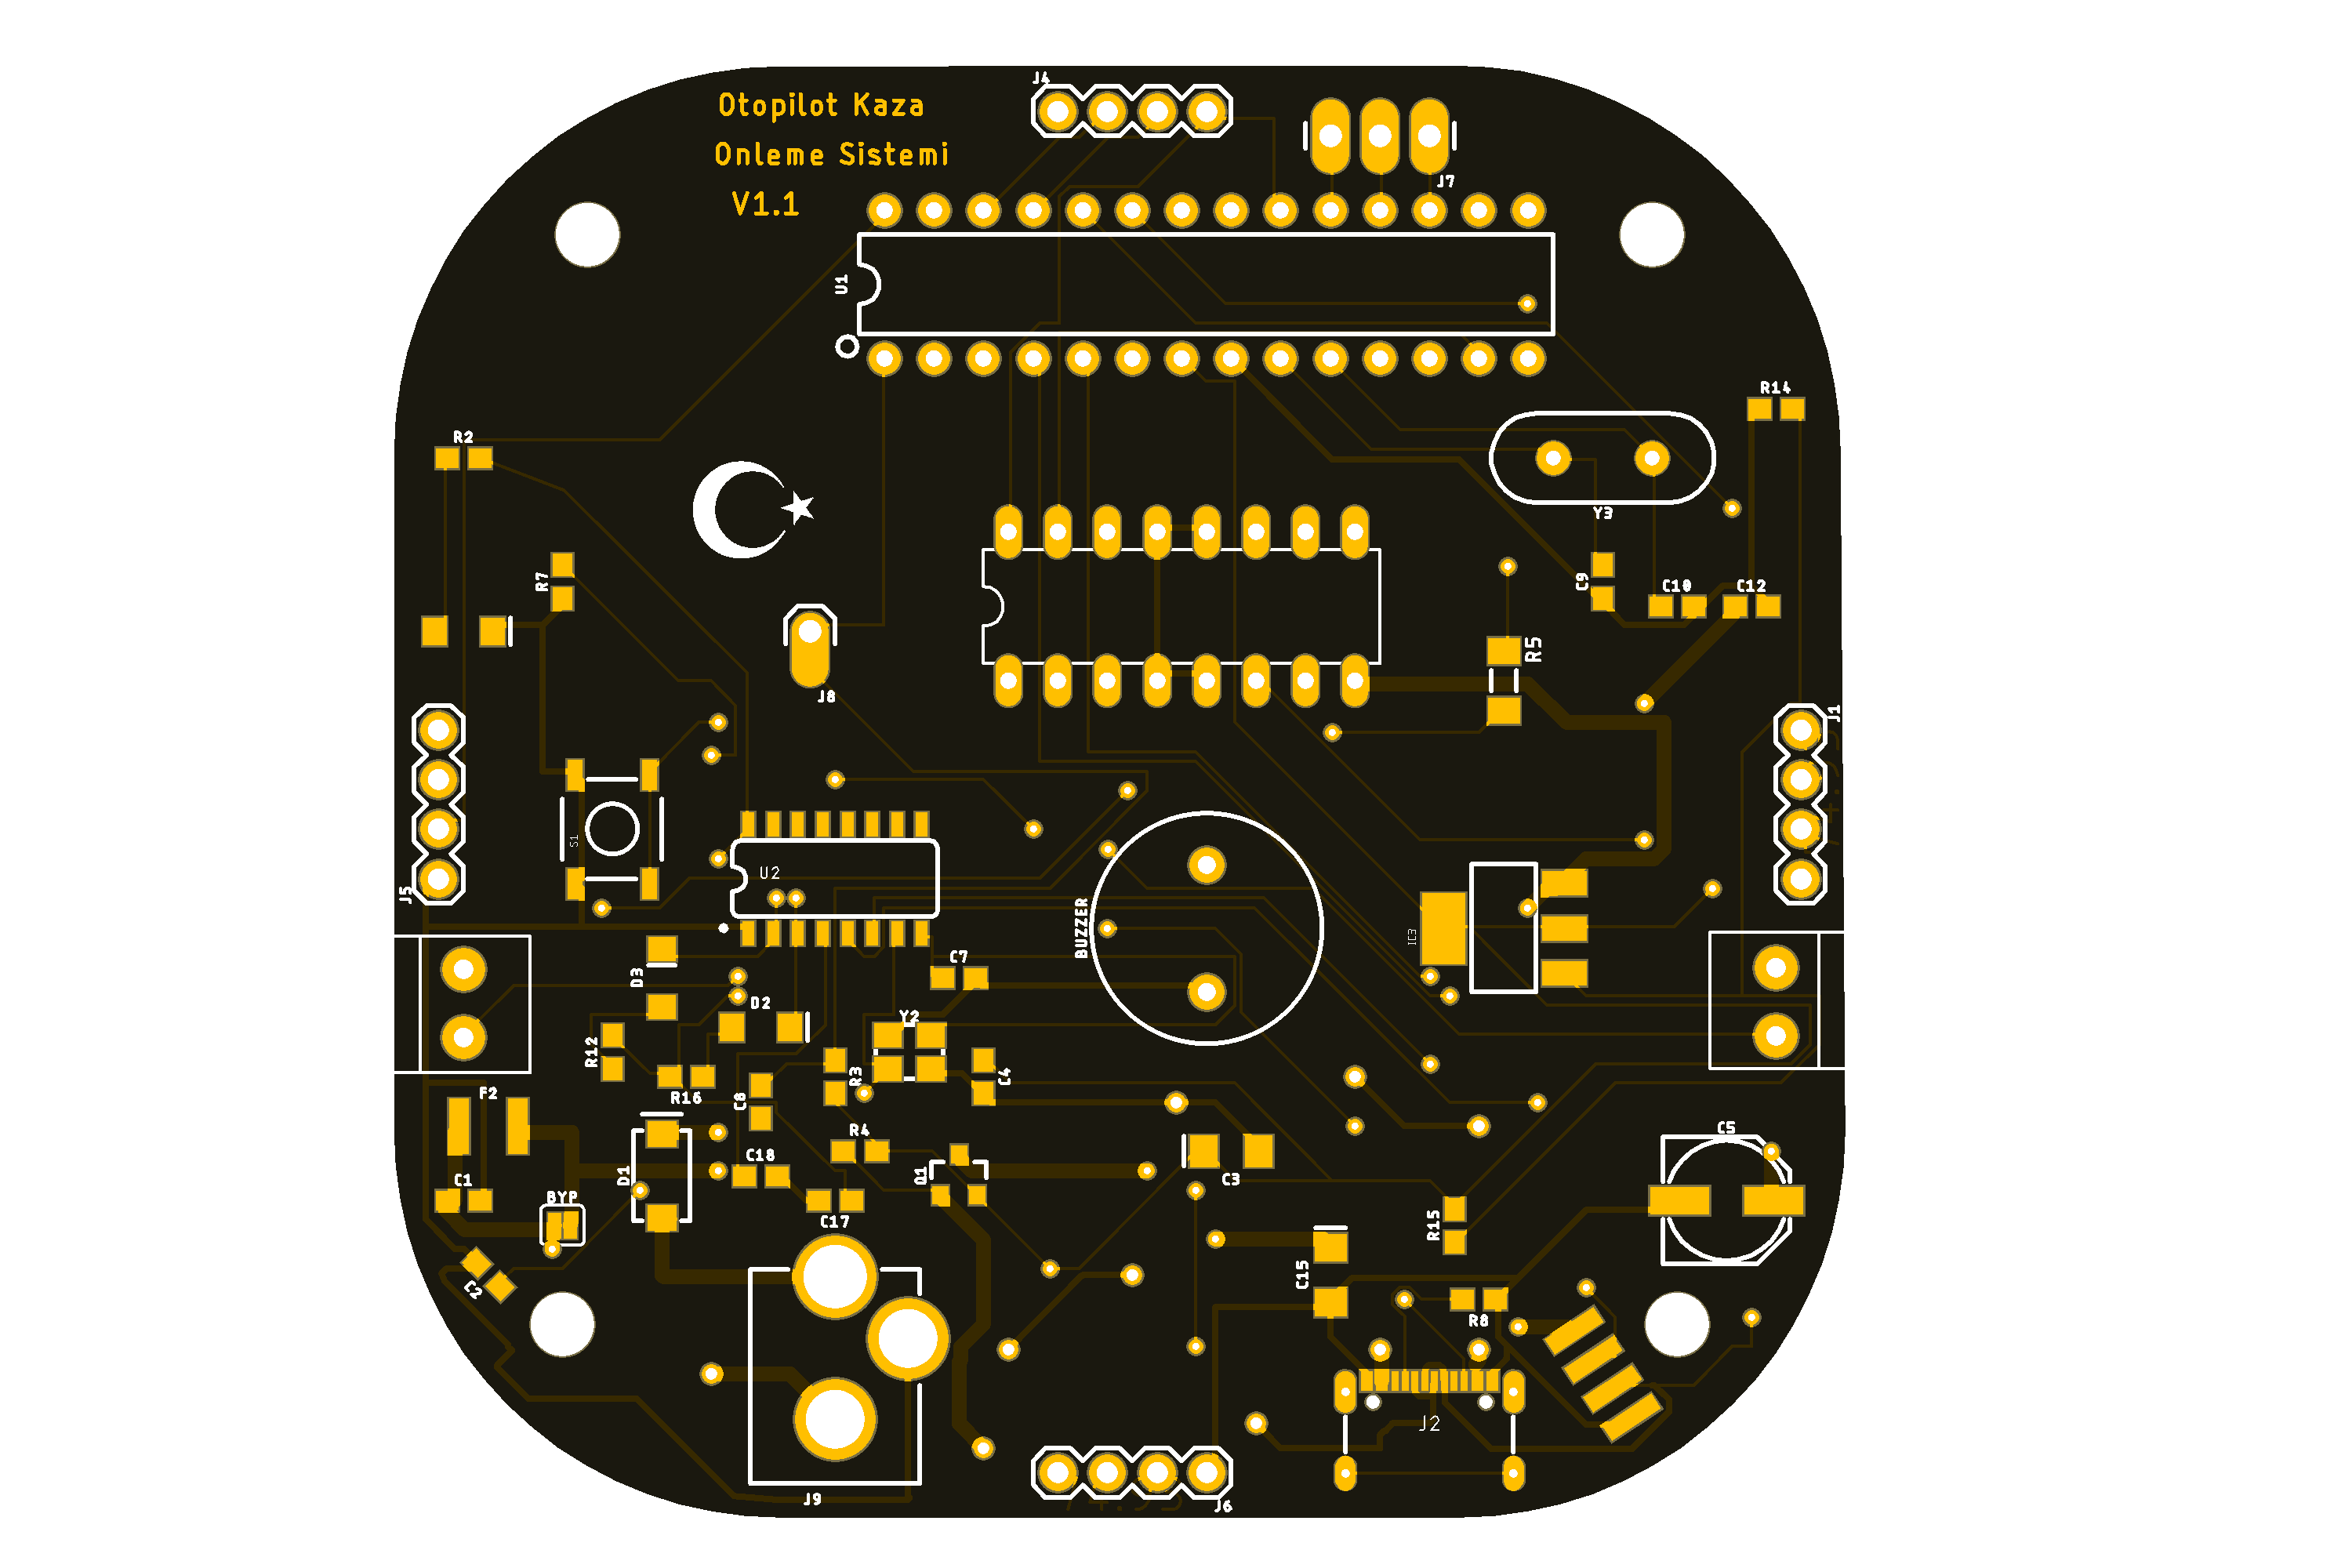 J4
Otopilot Kaza
Onleme Sistemi
V1.1
J7
U1
R14
R2
Y3
R7
C9
C10
C12
R5
J8
J1
S1
U2
J5
BUZZER
IC3
D3
C7
D2
Y2
R12
R3
C4
F2
R16
C6
C5
R4
C18
D1
Q1
C3
C1
BYP
C17
R15
C15
C2
R8
J2
J9
J6